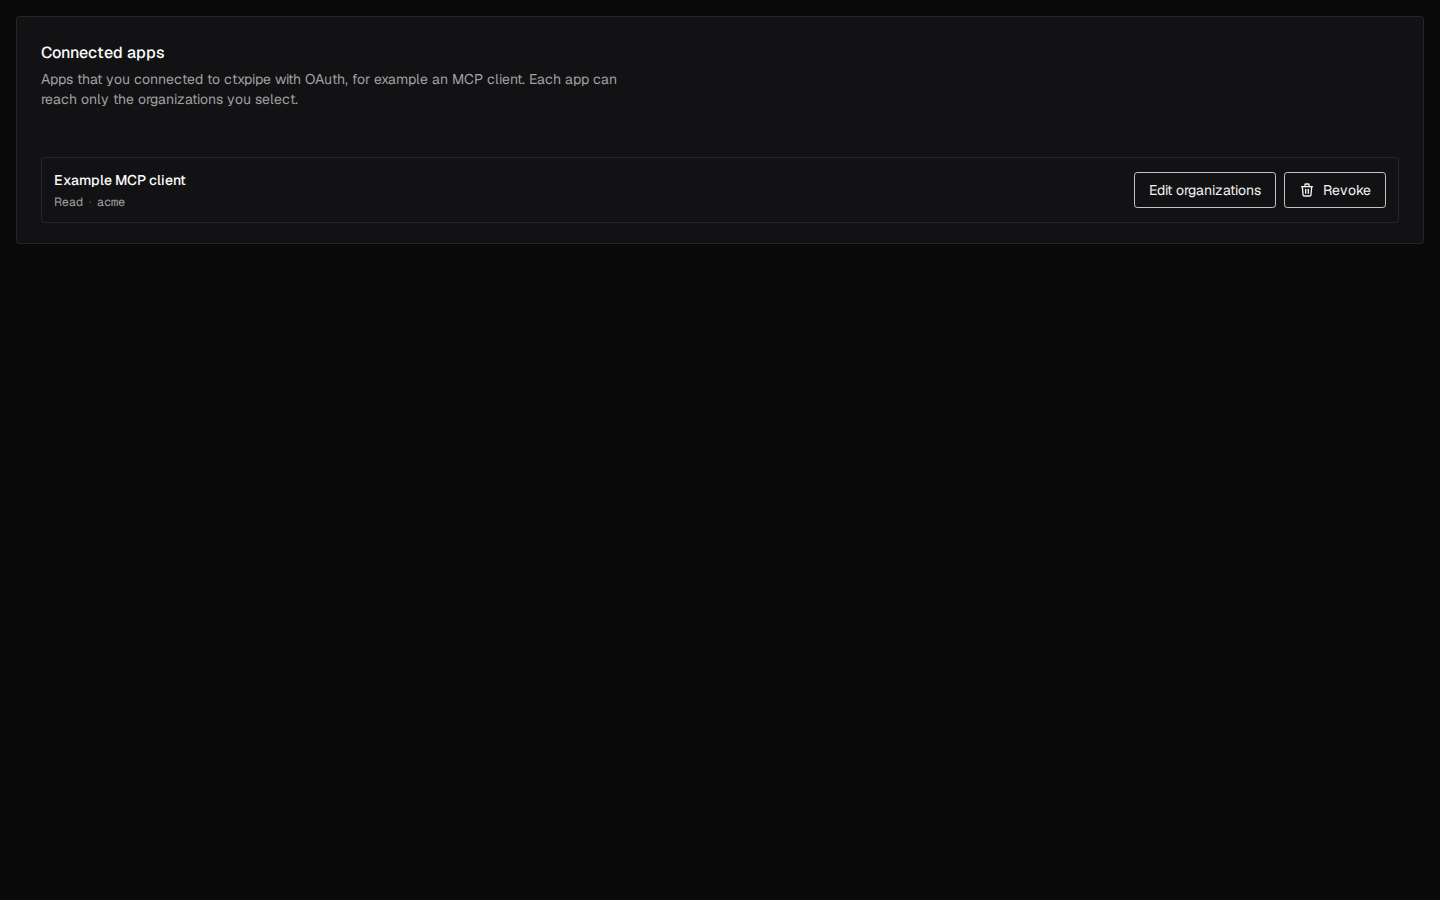 Connected apps
Apps that you connected to ctxpipe with OAuth, for example an MCP client. Each app can
reach only the organizations you select.
Example MCP client
Read · acme
Edit organizations
Revoke